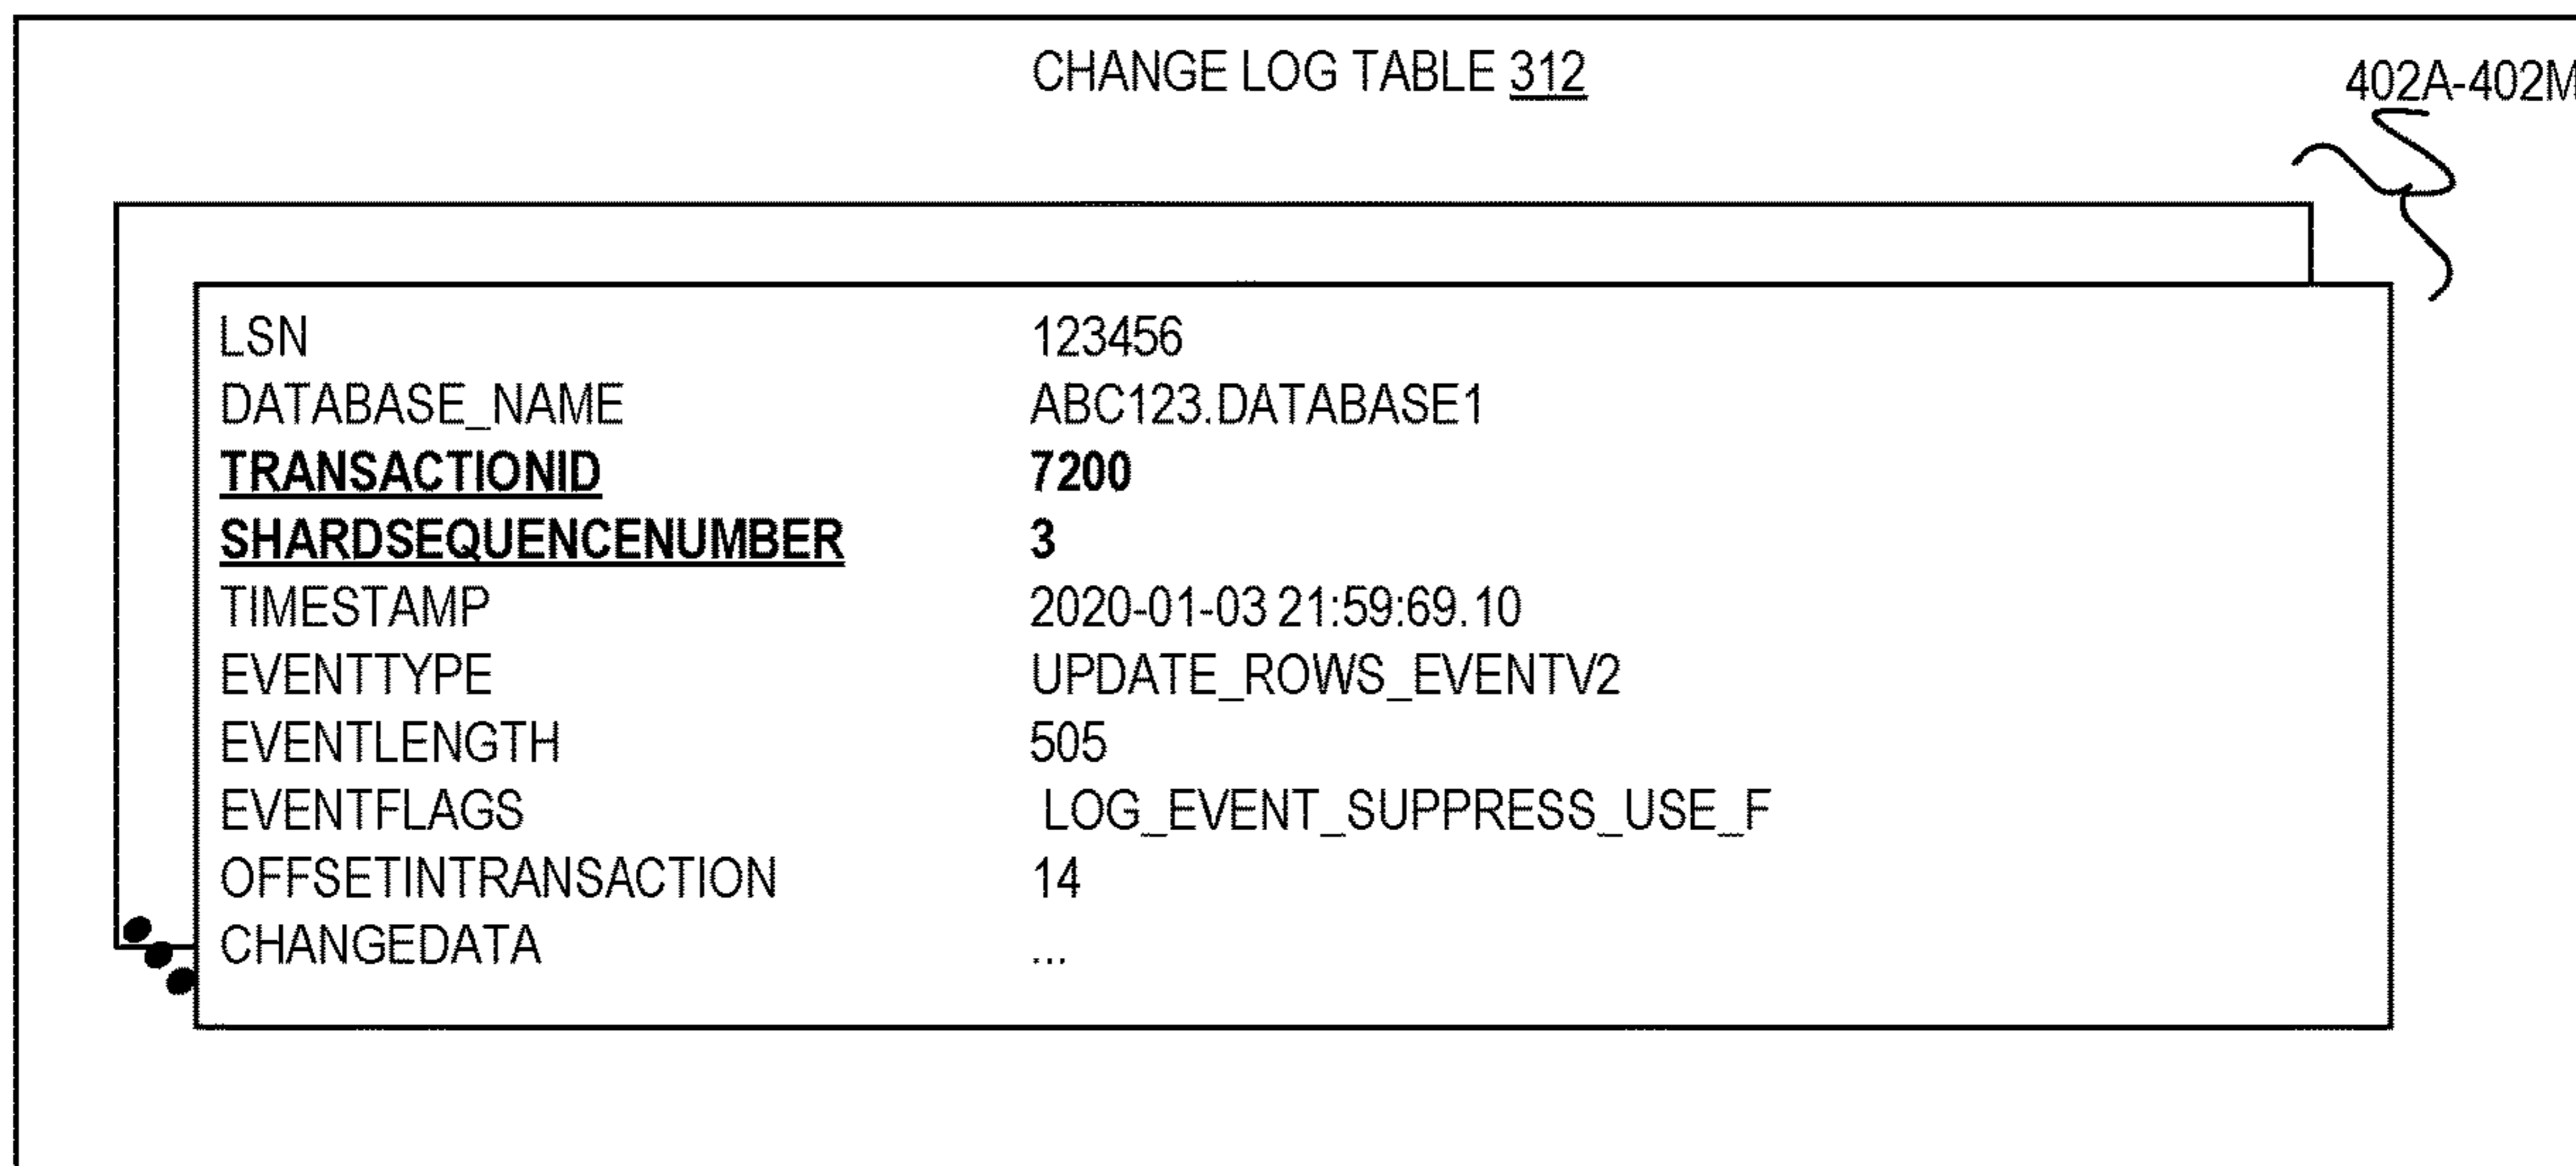 CHANGE LOG TABLE 312
402A-402M
LSN 123456
DATABASE_NAME ABC123.DATABASE1
TRANSACTIONID 7200
SHARDSEQUENCENUMBER 3
TIMESTAMP 2020-01-03 21:59:69.10
EVENTTYPE UPDATE_ROWS_EVENTV2
EVENTLENGTH 505
EVENTFLAGS LOG_EVENT_SUPPRESS_USE_F
OFFSETINTRANSACTION 14
CHANGEDATA ...